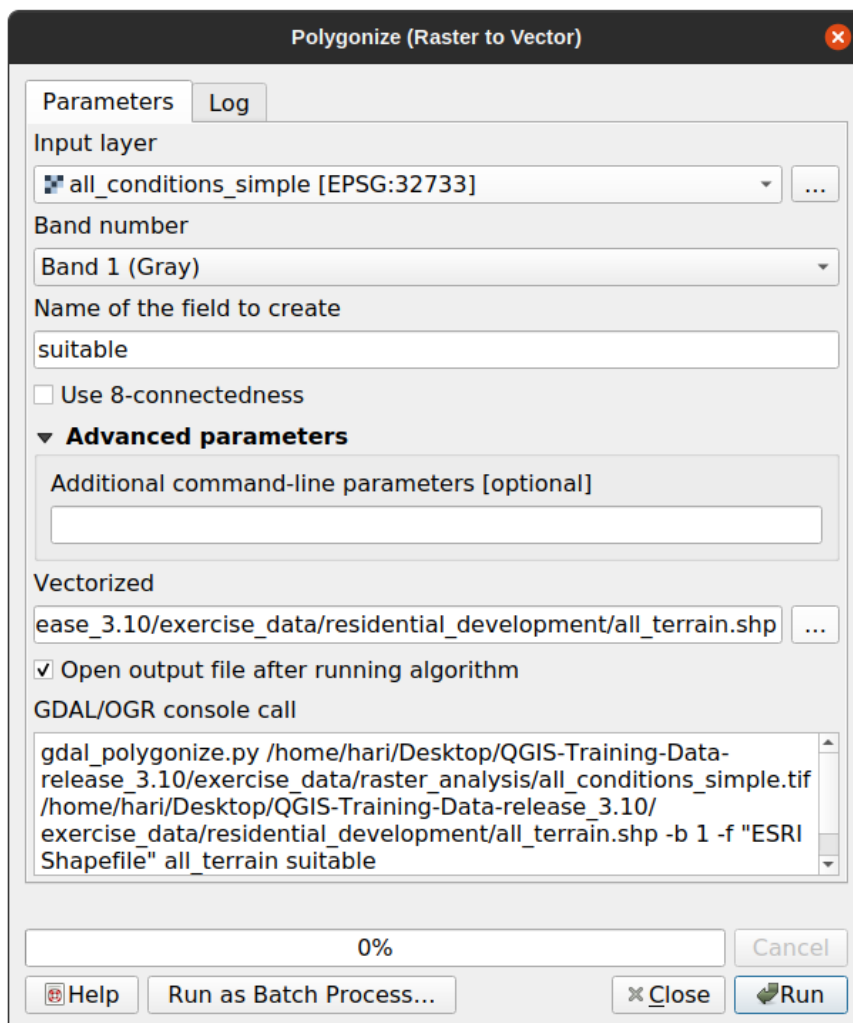 Polygonize (Raster to Vector)
Parameters
Log
Input layer
all_conditions_simple [EPSG:32733]
...
Band number
Band 1 (Gray)
Name of the field to create
suitable
Use 8-connectedness
Advanced parameters
Additional command-line parameters [optional]
Vectorized
ease_3.10/exercise_data/residential_development/all_terrain.shp
...
Open output file after running algorithm
GDAL/OGR console call
gdal_polygonize.py /home/hari/Desktop/QGIS-Training-Data-
release_3.10/exercise_data/raster_analysis/all_conditions_simple.tif
/home/hari/Desktop/QGIS-Training-Data-release_3.10/
exercise_data/residential_development/all_terrain.shp -b 1 -f "ESRI
Shapefile" all_terrain suitable
0%
Cancel
Help
Run as Batch Process...
Close
Run